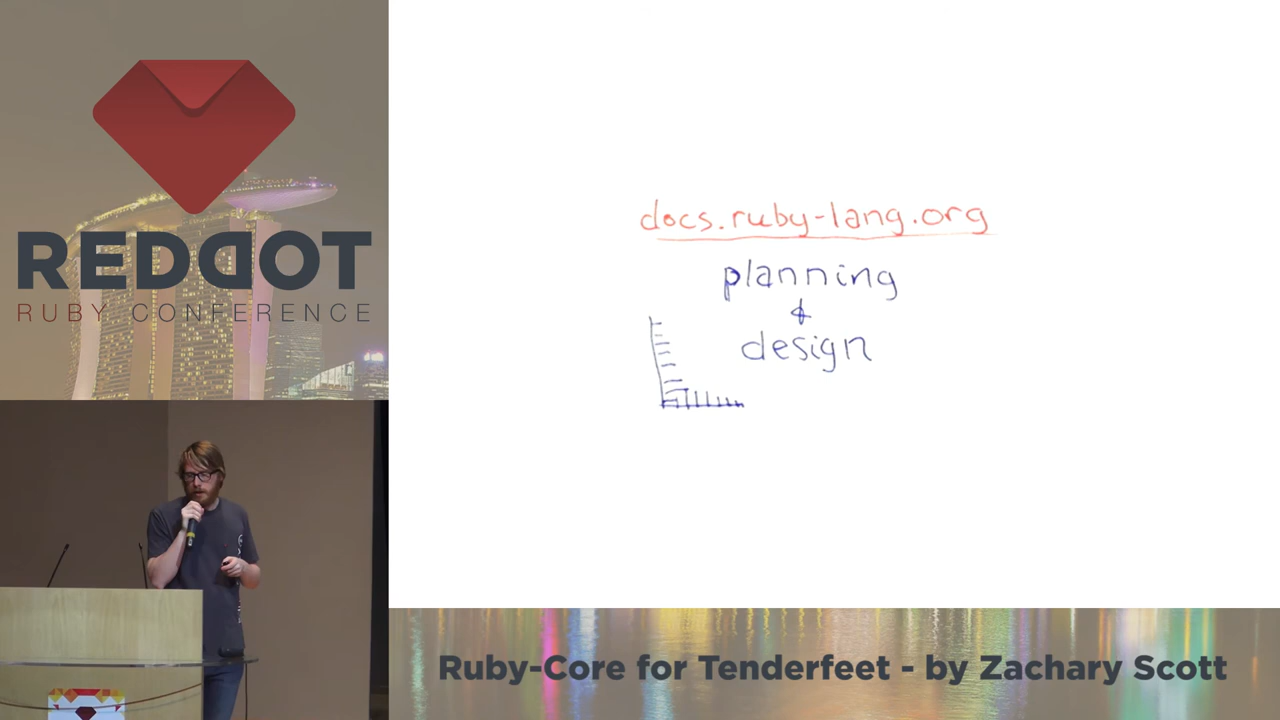 REDDOT
RUBY CONFERENCE
docs.ruby-lang.org
planning
&
design
Ruby-Core for Tenderfeet - by Zachary Scott